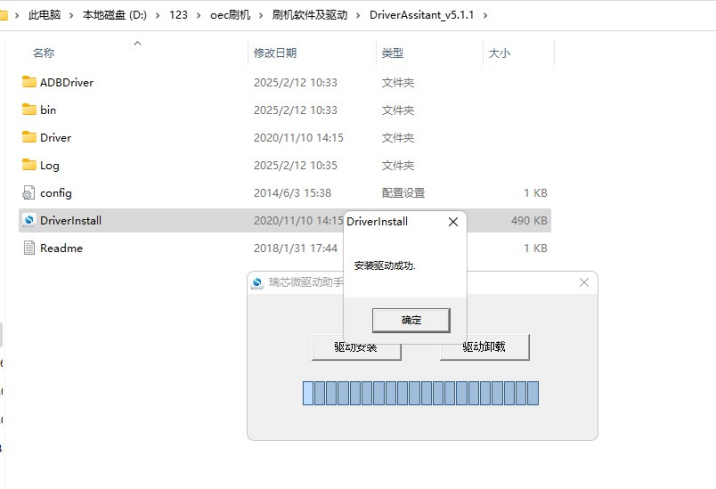 此电脑 › 本地磁盘 (D:) › 123 › oec刷机 › 刷机软件及驱动 › DriverAssitant_v5.1.1 ›
名称 修改日期 类型 大小
ADBDriver 2025/2/12 10:33 文件夹
bin 2025/2/12 10:33 文件夹
Driver 2020/11/10 14:15 文件夹
Log 2025/2/12 10:35 文件夹
config 2014/6/3 15:38 配置设置 1 KB
DriverInstall 2020/11/10 14:15 490 KB
Readme 2018/1/31 17:44 1 KB
DriverInstall
安装驱动成功.
确定
瑞芯微驱动助手
驱动安装 驱动卸载